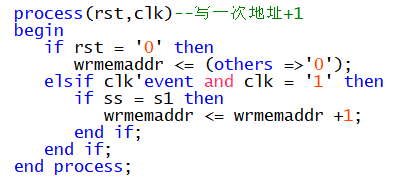 process(rst,clk)--写一次地址+1
begin
    if rst = '0' then
        wrmemaddr <= (others =>'0');
    elsif clk'event and clk = '1' then
        if ss = s1 then
            wrmemaddr <= wrmemaddr +1;
        end if;
    end if;
end process;